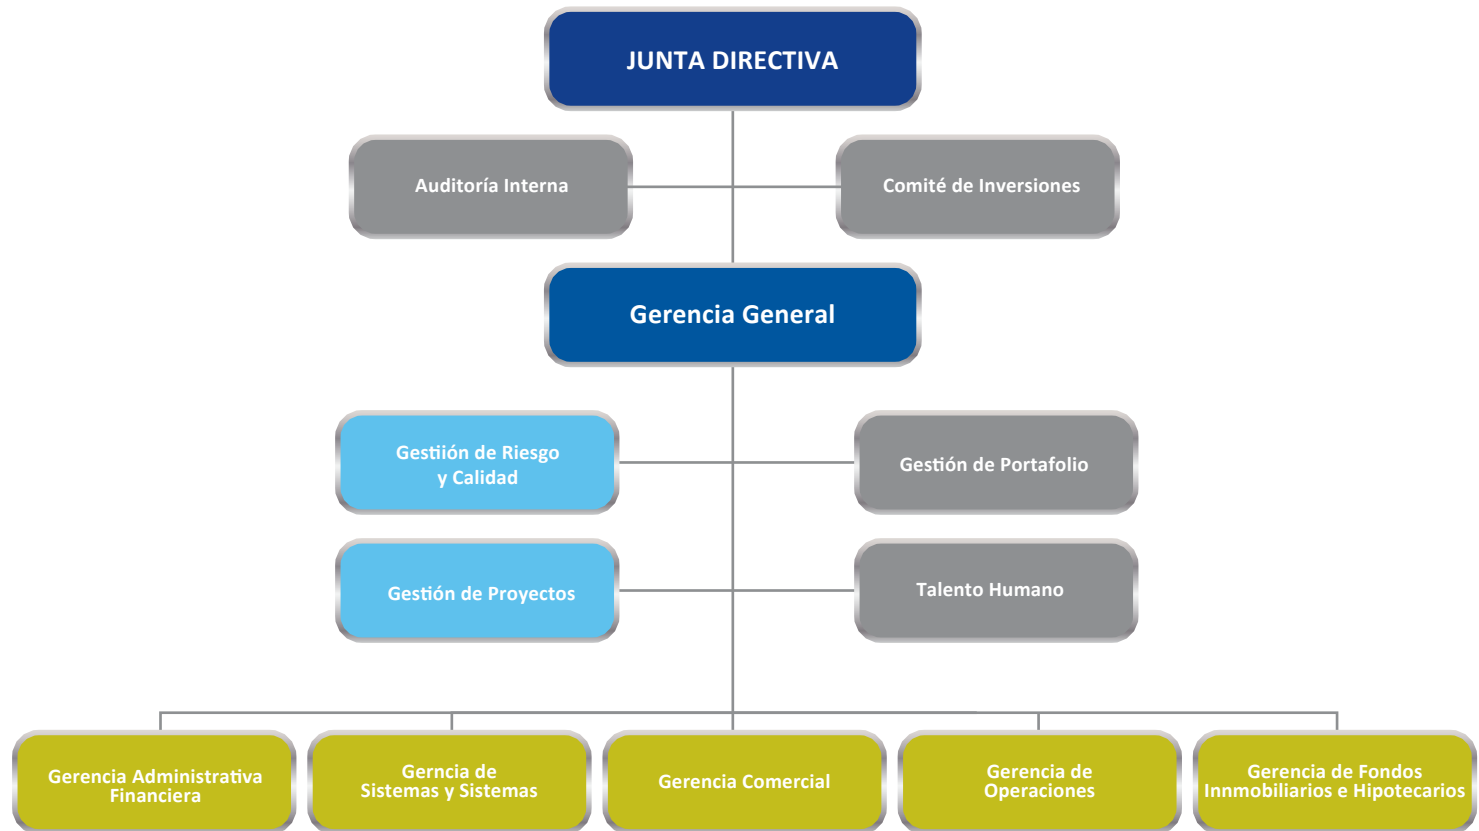 JUNTA DIRECTIVA
Auditoría Interna
Comité de Inversiones
Gerencia General
Gestiión de Riesgo
y Calidad
Gestión de Portafolio
Gestión de Proyectos
Talento Humano
Gerencia Administrativa
Financiera
Gerncia de
Sistemas y Sistemas
Gerencia Comercial
Gerencia de
Operaciones
Gerencia de Fondos
Innmobiliarios e Hipotecarios